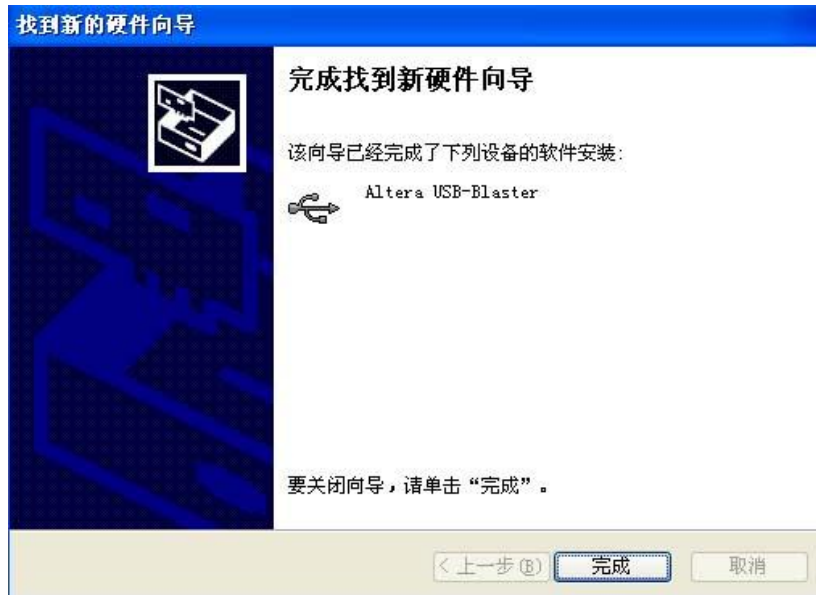 找到新的硬件向导
完成找到新硬件向导
该向导已经完成了下列设备的软件安装:
Altera USB-Blaster
要关闭向导,请单击“完成”。
< 上一步(B)
完成
取消